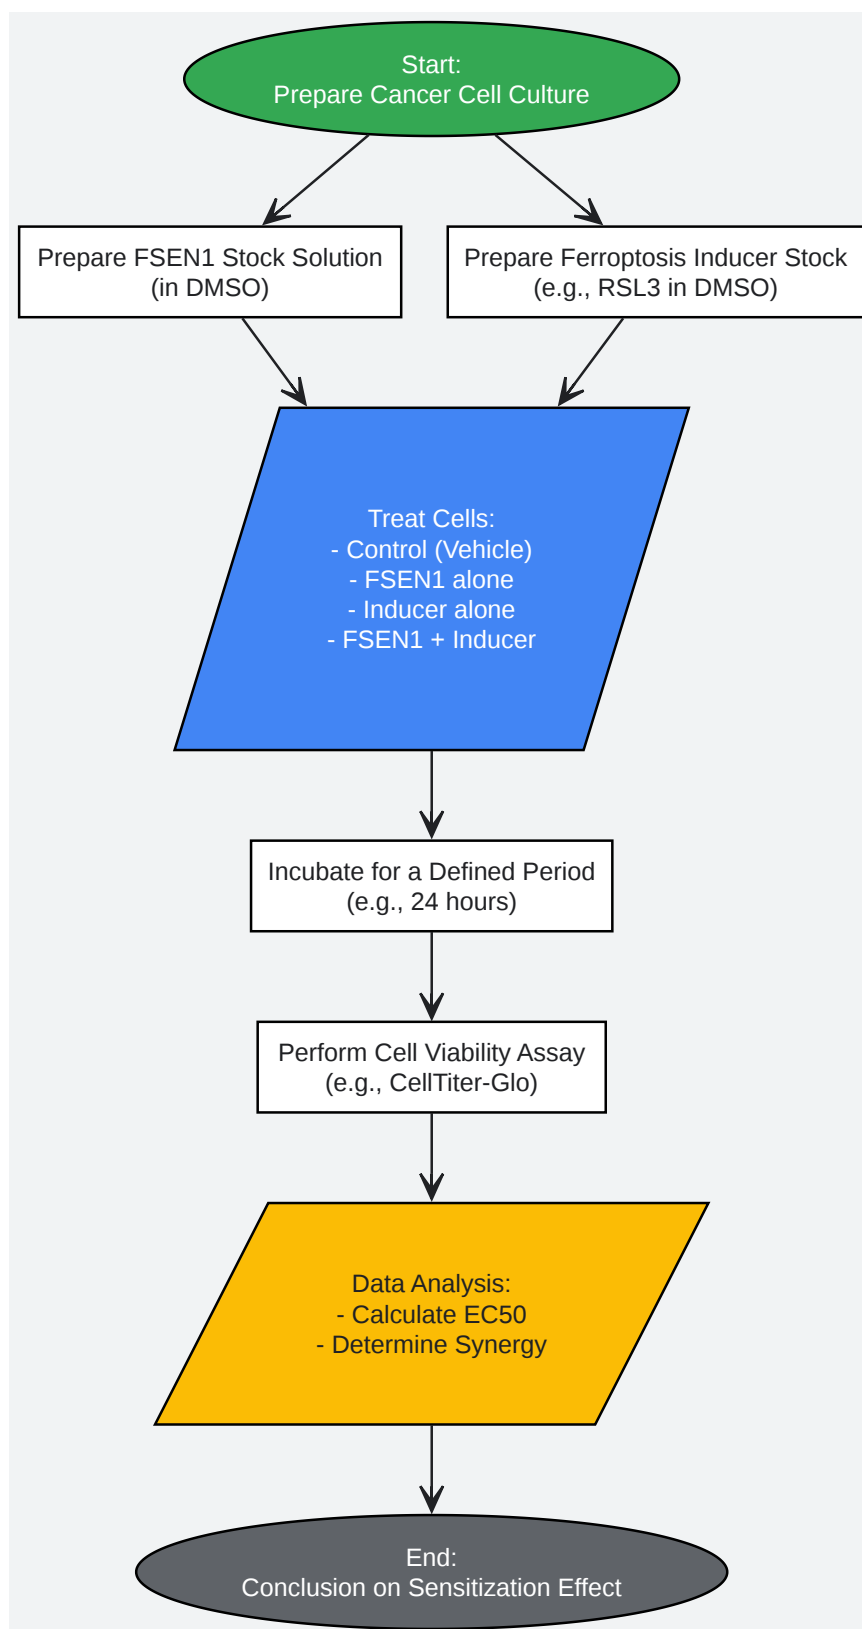 Start:
Prepare Cancer Cell Culture
Prepare FSEN1 Stock Solution
(in DMSO)
Prepare Ferroptosis Inducer Stock
(e.g., RSL3 in DMSO)
Treat Cells:
- Control (Vehicle)
- FSEN1 alone
- Inducer alone
- FSEN1 + Inducer
Incubate for a Defined Period
(e.g., 24 hours)
Perform Cell Viability Assay
(e.g., CellTiter-Glo)
Data Analysis:
- Calculate EC50
- Determine Synergy
End:
Conclusion on Sensitization Effect